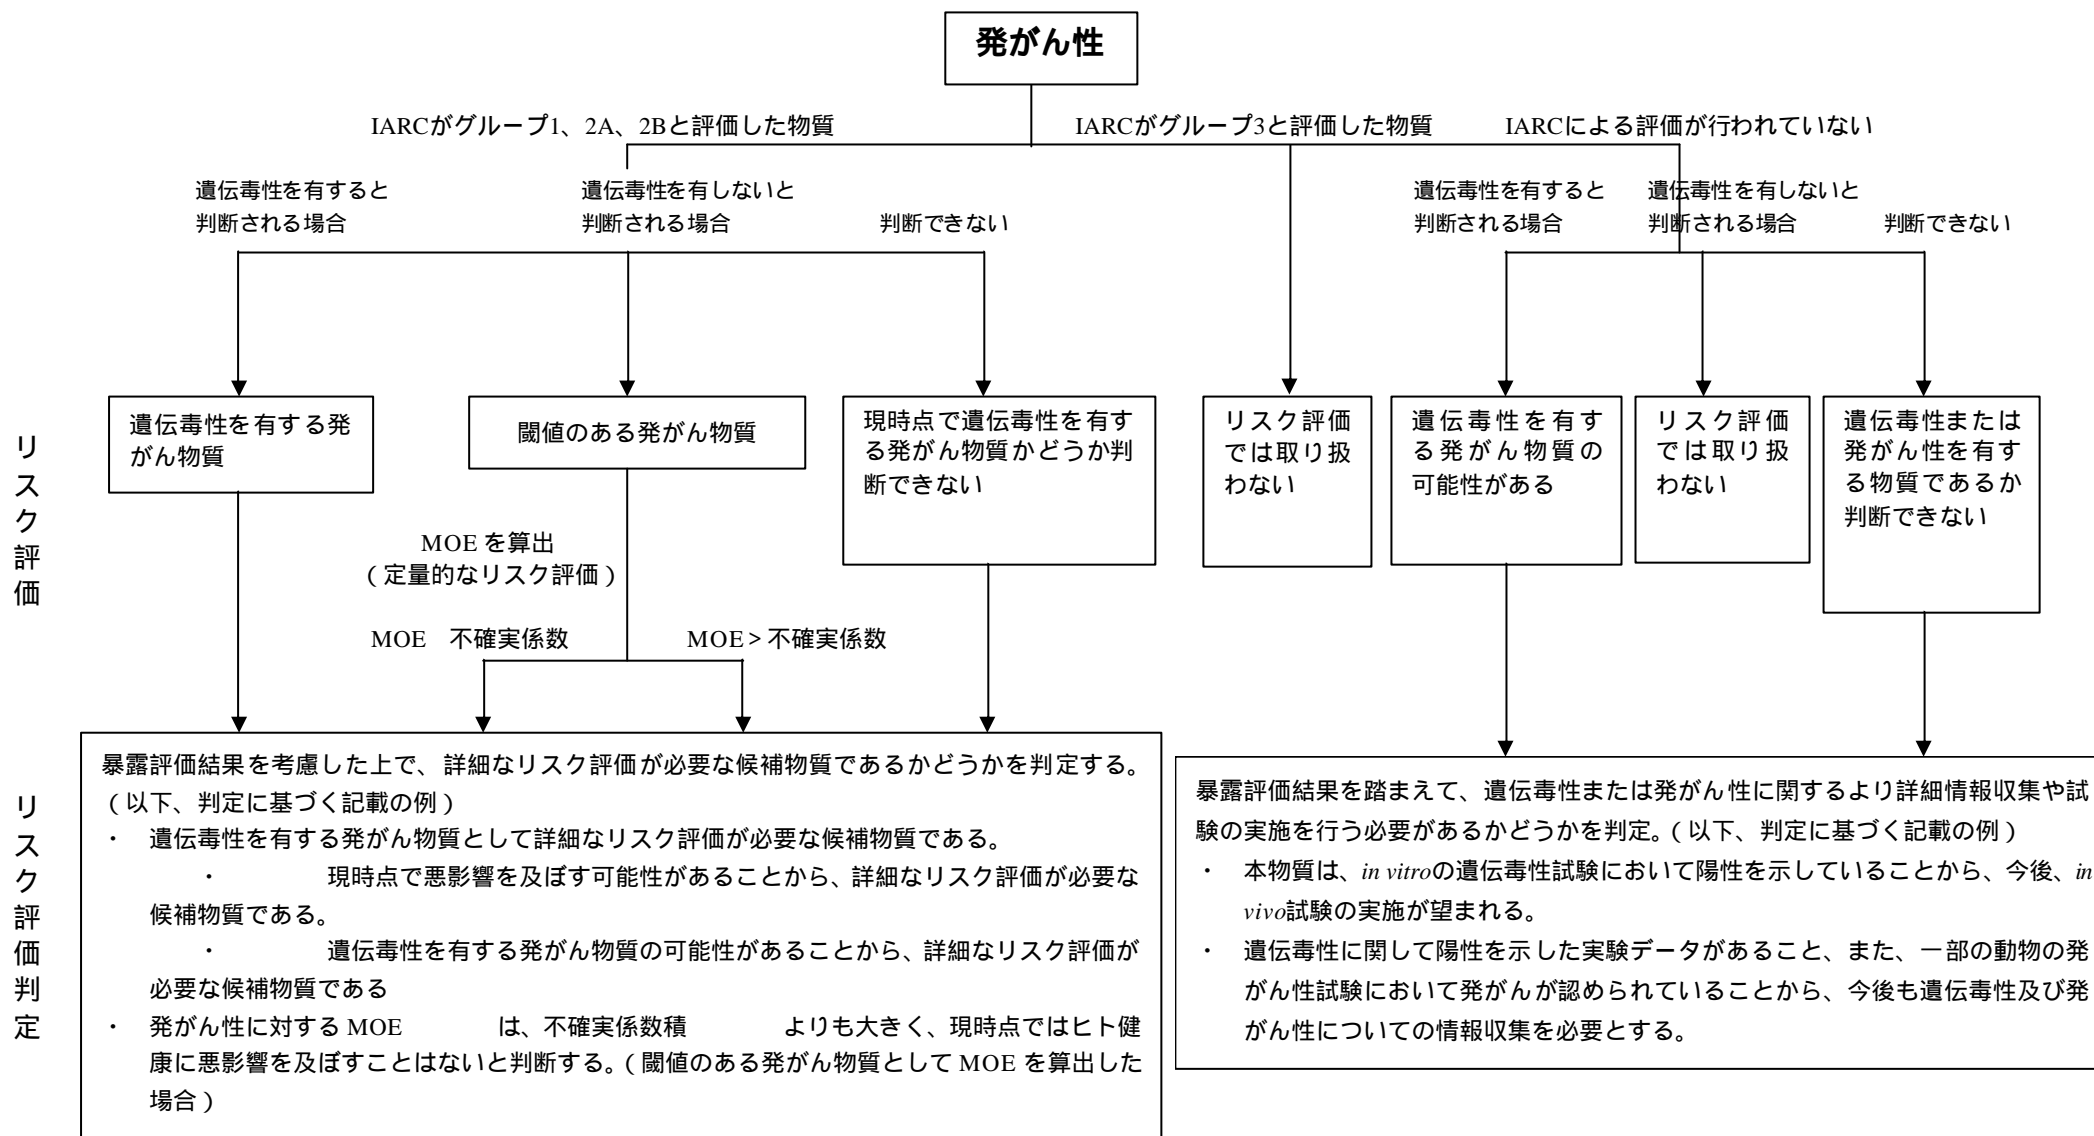 発がん性
IARCがグループ1、2A、2Bと評価した物質
IARCがグループ3と評価した物質
IARCによる評価が行われていない
遺伝毒性を有すると
判断される場合
遺伝毒性を有しないと
判断される場合
判断できない
遺伝毒性を有すると
判断される場合
遺伝毒性を有しないと
判断される場合
判断できない
リスク評価
遺伝毒性を有する発
がん物質
閾値のある発がん物質
現時点で遺伝毒性を有す
る発がん物質かどうか判
断できない
リスク評価
では取り扱
わない
遺伝毒性を有す
る発がん物質の
可能性がある
リスク評価
では取り扱
わない
遺伝毒性または
発がん性を有す
る物質であるか
判断できない
MOE を算出
(定量的なリスク評価)
MOE 不確実係数
MOE>不確実係数
リスク評価判定
暴露評価結果を考慮した上で、詳細なリスク評価が必要な候補物質であるかどうかを判定する。
(以下、判定に基づく記載の例)
・ 遺伝毒性を有する発がん物質として詳細なリスク評価が必要な候補物質である。
・ 現時点で悪影響を及ぼす可能性があることから、詳細なリスク評価が必要な
候補物質である。
・ 遺伝毒性を有する発がん物質の可能性があることから、詳細なリスク評価が
必要な候補物質である
・ 発がん性に対する MOE は、不確実係数積 よりも大きく、現時点ではヒト健
康に悪影響を及ぼすことはないと判断する。(閾値のある発がん物質として MOE を算出した
場合)
暴露評価結果を踏まえて、遺伝毒性または発がん性に関するより詳細情報収集や試
験の実施を行う必要があるかどうかを判定。(以下、判定に基づく記載の例)
・ 本物質は、in vitroの遺伝毒性試験において陽性を示していることから、今後、in
vivo試験の実施が望まれる。
・ 遺伝毒性に関して陽性を示した実験データがあること、また、一部の動物の発
がん性試験において発がんが認められていることから、今後も遺伝毒性及び発
がん性についての情報収集を必要とする。